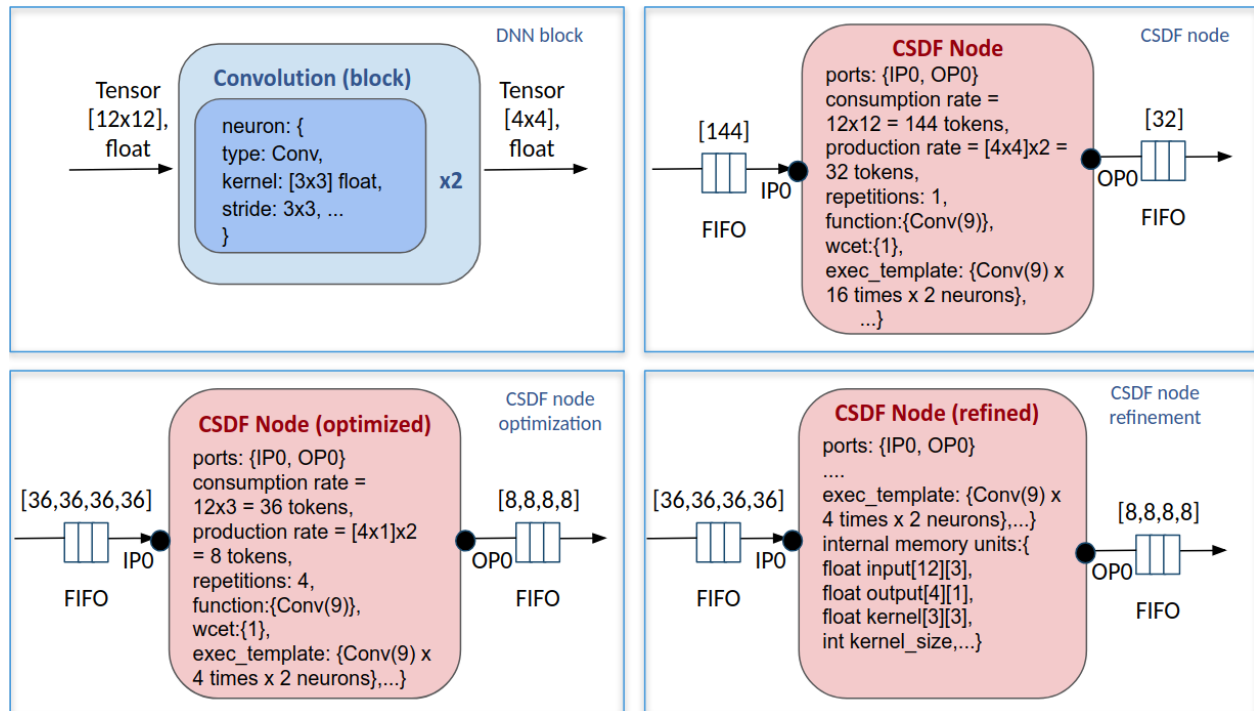 DNN block
Convolution (block)
Tensor
[12x12],
float
neuron: {
type: Conv,
kernel: [3x3] float,
stride: 3x3, ...
}
x2
Tensor
[4x4],
float
CSDF node
CSDF Node
ports: {IP0, OP0}
consumption rate =
12x12 = 144 tokens,
production rate = [4x4]x2 =
32 tokens,
repetitions: 1,
function:{Conv(9)},
wcet:{1},
exec_template: {Conv(9) x
16 times x 2 neurons},
...}
[144]
IP0
FIFO
[32]
OP0
FIFO
CSDF node
optimization
CSDF Node (optimized)
ports: {IP0, OP0}
consumption rate =
12x3 = 36 tokens,
production rate = [4x1]x2
= 8 tokens,
repetitions: 4,
function:{Conv(9)},
wcet:{1},
exec_template: {Conv(9) x
4 times x 2 neurons},...}
[36,36,36,36]
IP0
FIFO
[8,8,8,8]
OP0
FIFO
CSDF node
refinement
CSDF Node (refined)
ports: {IP0, OP0}
....
exec_template: {Conv(9) x
4 times x 2 neurons},...}
internal memory units:{
float input[12][3],
float output[4][1],
float kernel[3][3],
int kernel_size,...}
[36,36,36,36]
IP0
FIFO
[8,8,8,8]
OP0
FIFO